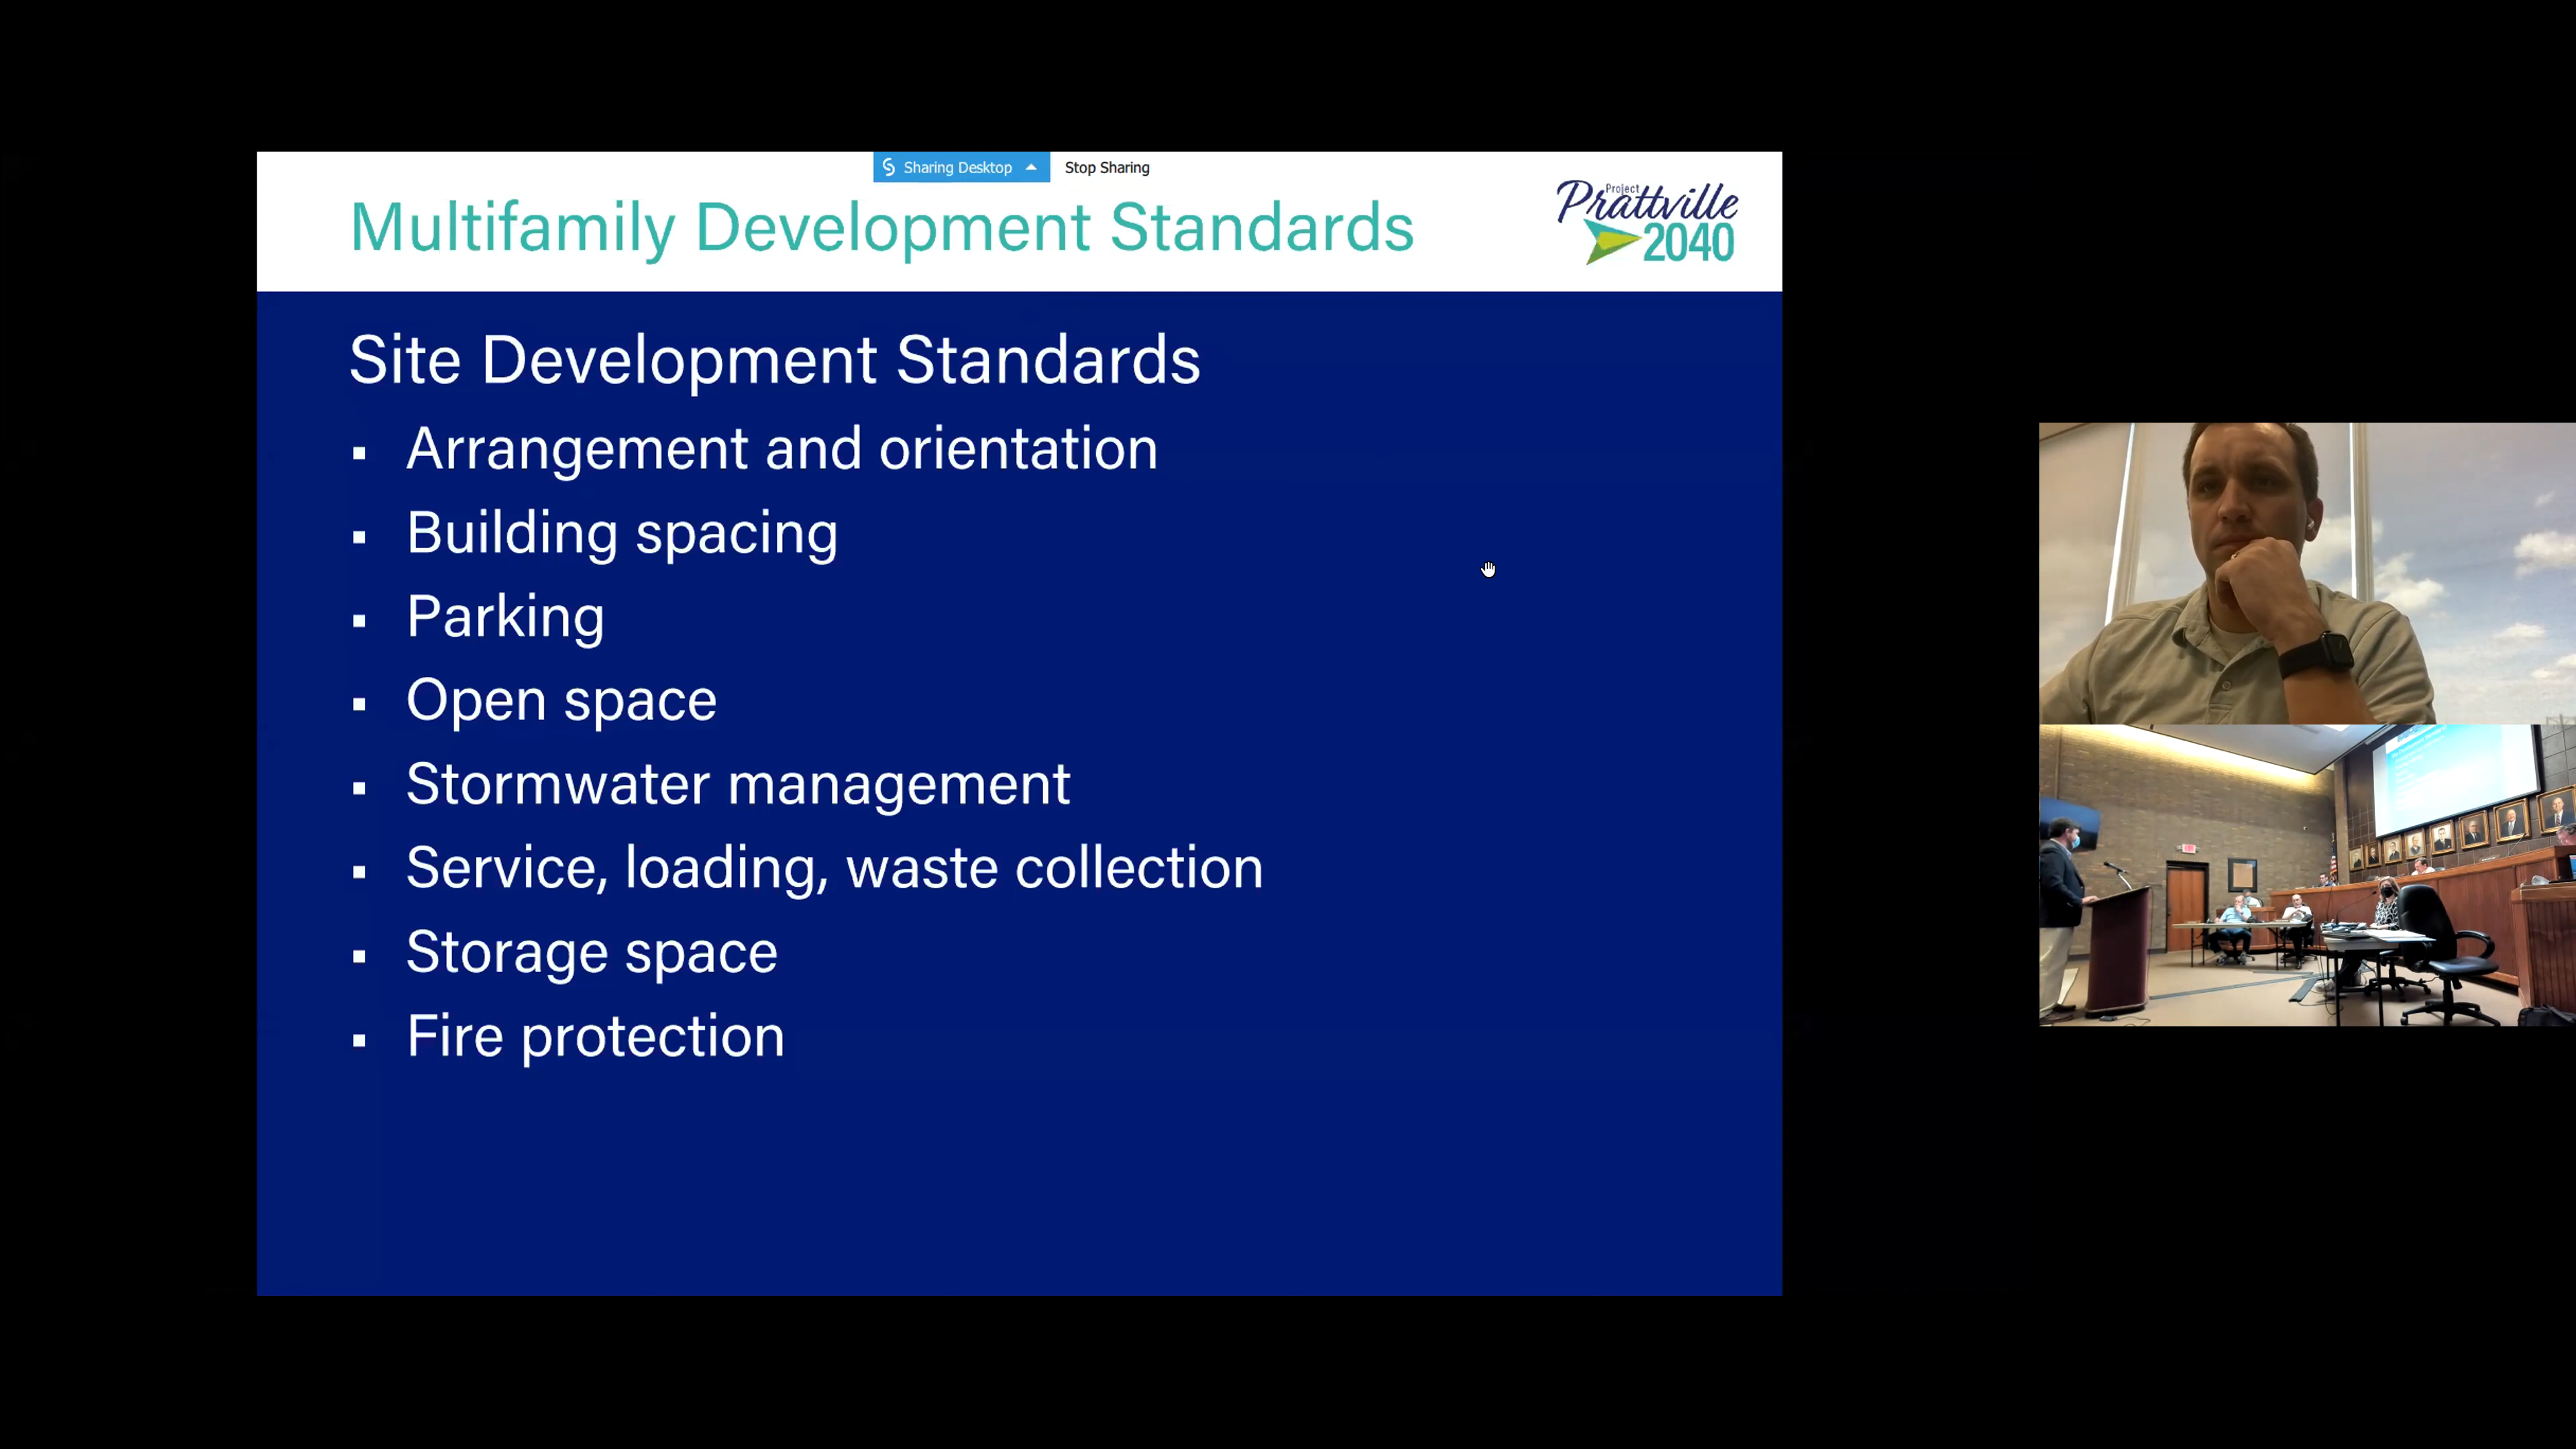 Sharing Desktop Stop Sharing
Multifamily Development Standards
Project
Prattville
2040
Site Development Standards
▪ Arrangement and orientation
▪ Building spacing
▪ Parking
▪ Open space
▪ Stormwater management
▪ Service, loading, waste collection
▪ Storage space
▪ Fire protection